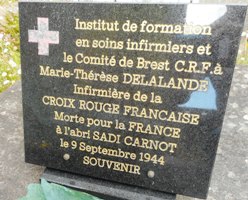 Institut de formation
en soins infirmiers et
le Comité de Brest C.R.F.à
Marie-Thérèse DELALANDE
Infirmière de la
CROIX ROUGE FRANCAISE
Morte pour la FRANCE
à l'abri SADI CARNOT
le 9 Septembre 1944
SOUVENIR